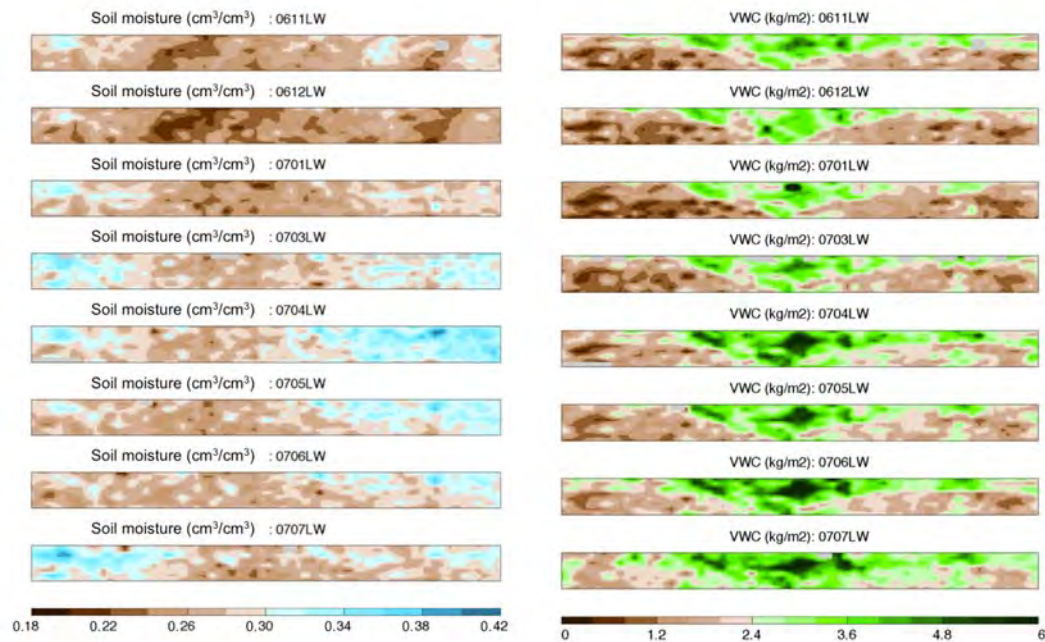 Soil moisture (cm³/cm³) : 0611LW
Soil moisture (cm³/cm³) : 0612LW
Soil moisture (cm³/cm³) : 0701LW
Soil moisture (cm³/cm³) : 0703LW
Soil moisture (cm³/cm³) : 0704LW
Soil moisture (cm³/cm³) : 0705LW
Soil moisture (cm³/cm³) : 0706LW
Soil moisture (cm³/cm³) : 0707LW
0.18 0.22 0.26 0.30 0.34 0.38 0.42
VWC (kg/m2): 0611LW
VWC (kg/m2): 0612LW
VWC (kg/m2): 0701LW
VWC (kg/m2): 0703LW
VWC (kg/m2): 0704LW
VWC (kg/m2): 0705LW
VWC (kg/m2): 0706LW
VWC (kg/m2): 0707LW
0 1.2 2.4 3.6 4.8 6